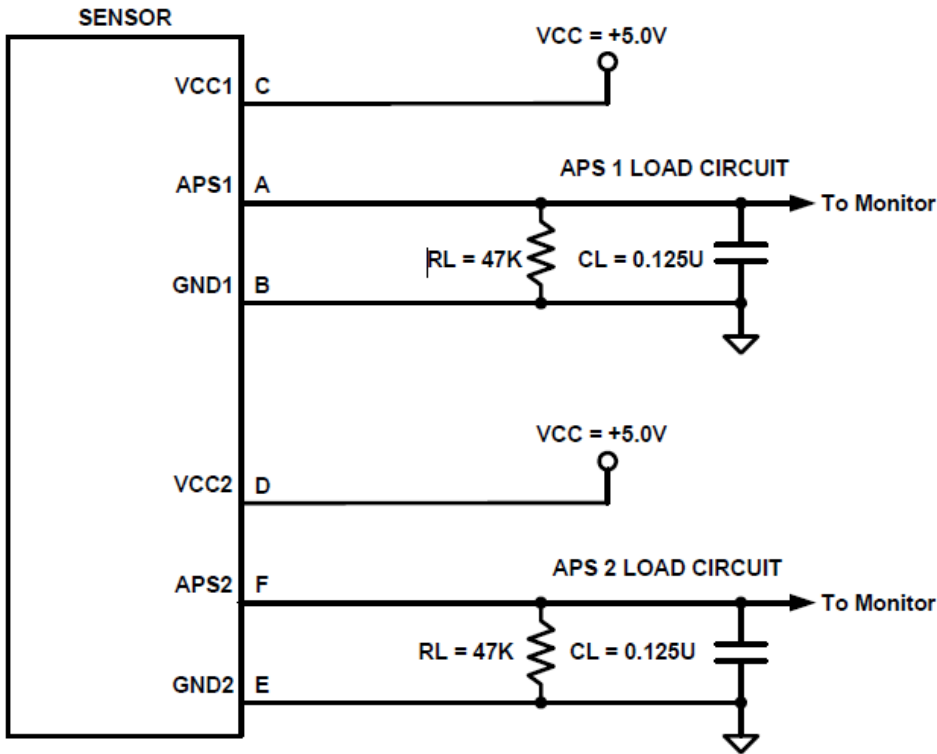 SENSOR
VCC = +5.0V
VCC1 C
APS 1 LOAD CIRCUIT
APS1 A
To Monitor
RL = 47K CL = 0.125U
GND1 B
VCC = +5.0V
VCC2 D
APS 2 LOAD CIRCUIT
APS2 F
To Monitor
RL = 47K CL = 0.125U
GND2 E